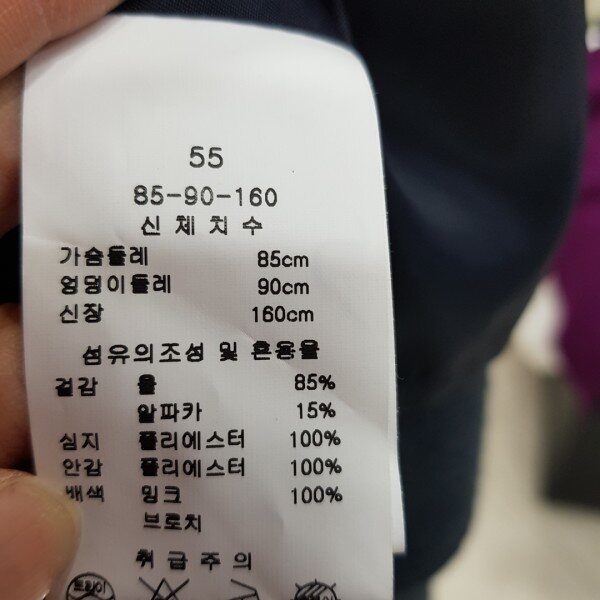 55
85-90-160
신체치수
가슴둘레 85cm
엉덩이둘레 90cm
신장 160cm
섬유의조성 및 혼용율
겉감 울 85%
알파카 15%
심지 폴리에스터 100%
안감 폴리에스터 100%
배색 밍크 100%
브로치
취급주의
드라이